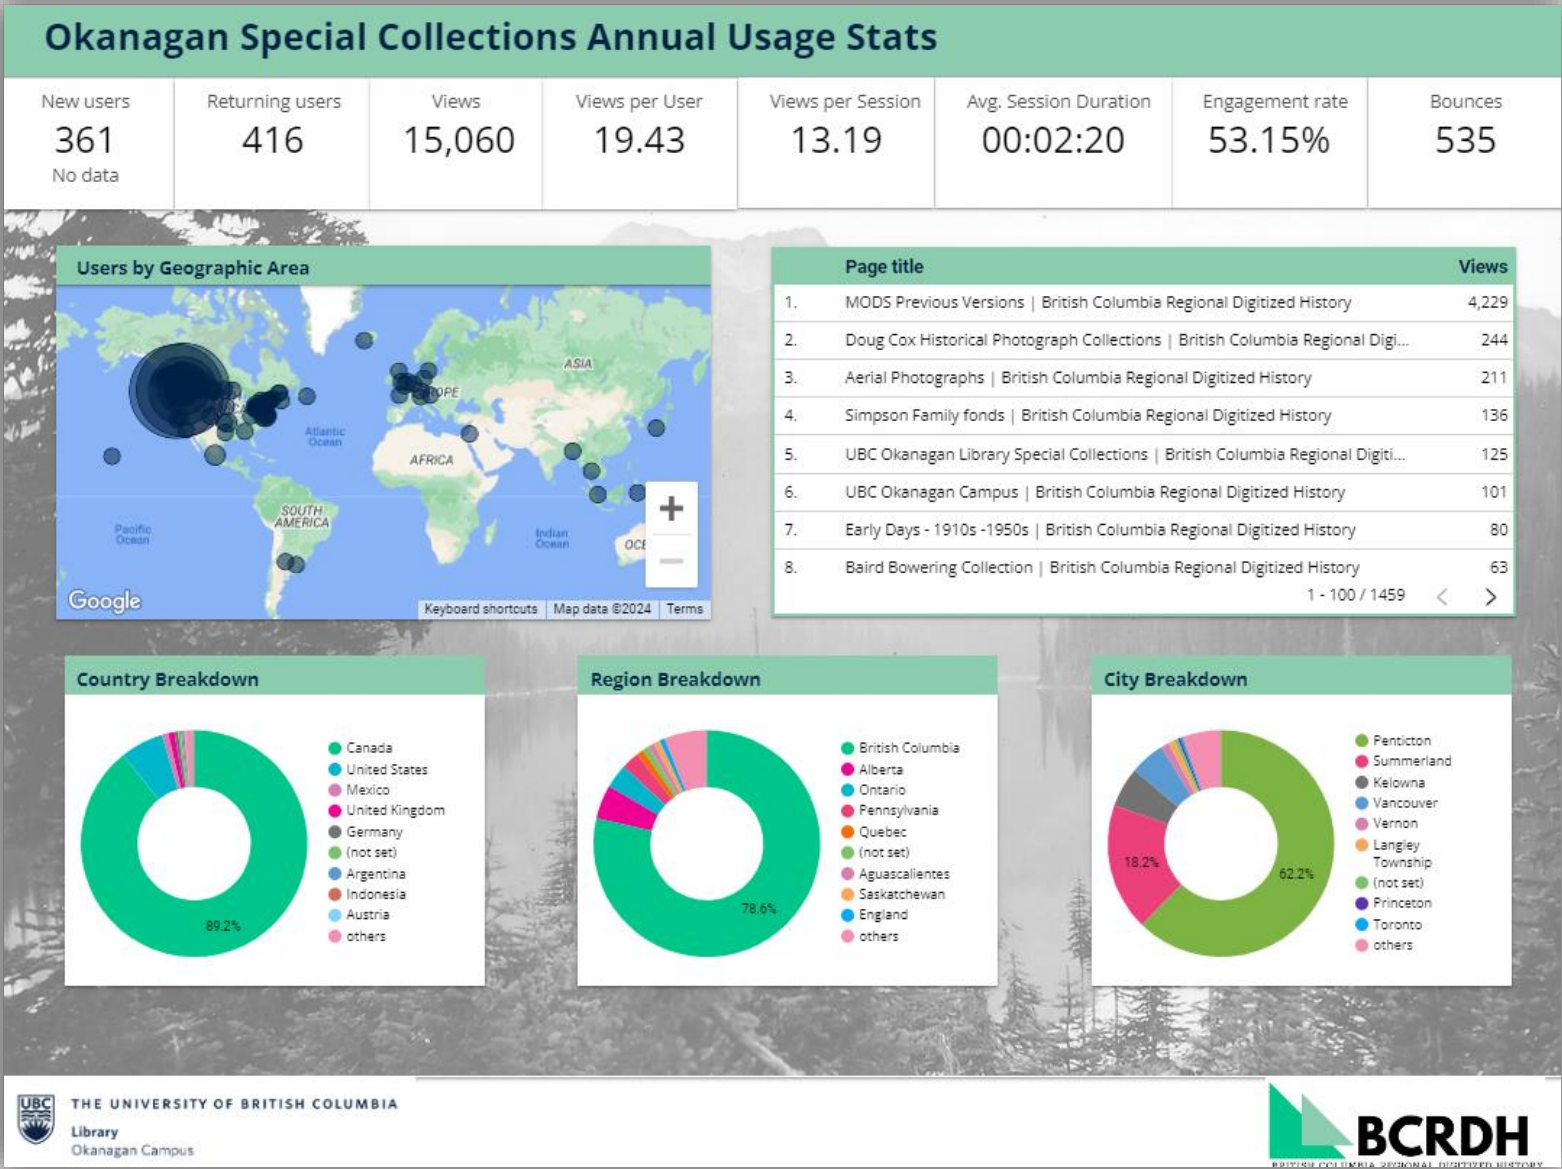 Okanagan Special Collections Annual Usage Stats
New users
361
No data
Returning users
416
Views
15,060
Views per User
19.43
Views per Session
13.19
Avg. Session Duration
00:02:20
Engagement rate
53.15%
Bounces
535
Users by Geographic Area
ASIA
Atlantic
Ocean
AFRICA
SOUTH
AMERICA
Pacific
Ocean
Indian
Ocean
Google
Keyboard shortcuts
Map data ©2024
Terms
Page title Views
1. MODS Previous Versions | British Columbia Regional Digitized History 4,229
2. Doug Cox Historical Photograph Collections | British Columbia Regional Digi... 244
3. Aerial Photographs | British Columbia Regional Digitized History 211
4. Simpson Family fonds | British Columbia Regional Digitized History 136
5. UBC Okanagan Library Special Collections | British Columbia Regional Digiti... 125
6. UBC Okanagan Campus | British Columbia Regional Digitized History 101
7. Early Days - 1910s -1950s | British Columbia Regional Digitized History 80
8. Baird Bowering Collection | British Columbia Regional Digitized History 63
1 - 100 / 1459
Country Breakdown
89.2%
Canada
United States
Mexico
United Kingdom
Germany
(not set)
Argentina
Indonesia
Austria
others
Region Breakdown
78.6%
British Columbia
Alberta
Ontario
Pennsylvania
Quebec
(not set)
Aguascalientes
Saskatchewan
England
others
City Breakdown
18.2%
62.2%
Penticton
Summerland
Kelowna
Vancouver
Vernon
Langley
Township
(not set)
Princeton
Toronto
others
UBC
THE UNIVERSITY OF BRITISH COLUMBIA
Library
Okanagan Campus
BCRDH
BRITISH COLUMBIA REGIONAL DIGITIZED HISTORY